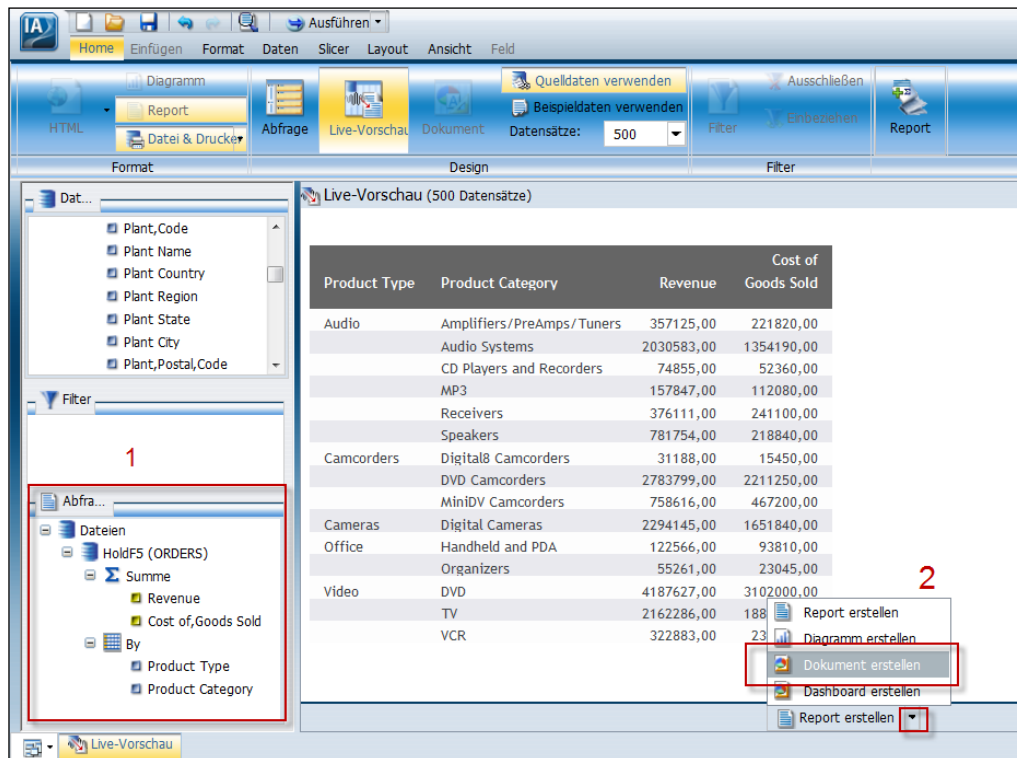 IA
Ausführen
Home Einfügen Format Daten Slicer Layout Ansicht Feld
HTML
Diagramm
Report
Datei & Drucker
Format
Abfrage
Live-Vorschau
Dokument
Quelldaten verwenden
Beispieldaten verwenden
Datensätze: 500
Design
Filter
Ausschließen
Einbeziehen
Filter
Report
Dat...
Plant,Code
Plant Name
Plant Country
Plant Region
Plant State
Plant City
Plant,Postal,Code
Filter
1
Abfra...
Dateien
HoldF5 (ORDERS)
Summe
Revenue
Cost of,Goods Sold
By
Product Type
Product Category
Live-Vorschau (500 Datensätze)
Cost of
Product Type Product Category Revenue Goods Sold
Audio Amplifiers/PreAmps/Tuners 357125,00 221820,00
Audio Systems 2030583,00 1354190,00
CD Players and Recorders 74855,00 52360,00
MP3 157847,00 112080,00
Receivers 376111,00 241100,00
Speakers 781754,00 218840,00
Camcorders Digital8 Camcorders 31188,00 15450,00
DVD Camcorders 2783799,00 2211250,00
MiniDV Camcorders 758616,00 467200,00
Cameras Digital Cameras 2294145,00 1651840,00
Office Handheld and PDA 122566,00 93810,00
Organizers 55261,00 23045,00
Video DVD 4187627,00 3102000,00
TV 2162286,00 188
VCR 322883,00 23
2
Report erstellen
Diagramm erstellen
Dokument erstellen
Dashboard erstellen
Report erstellen
Live-Vorschau